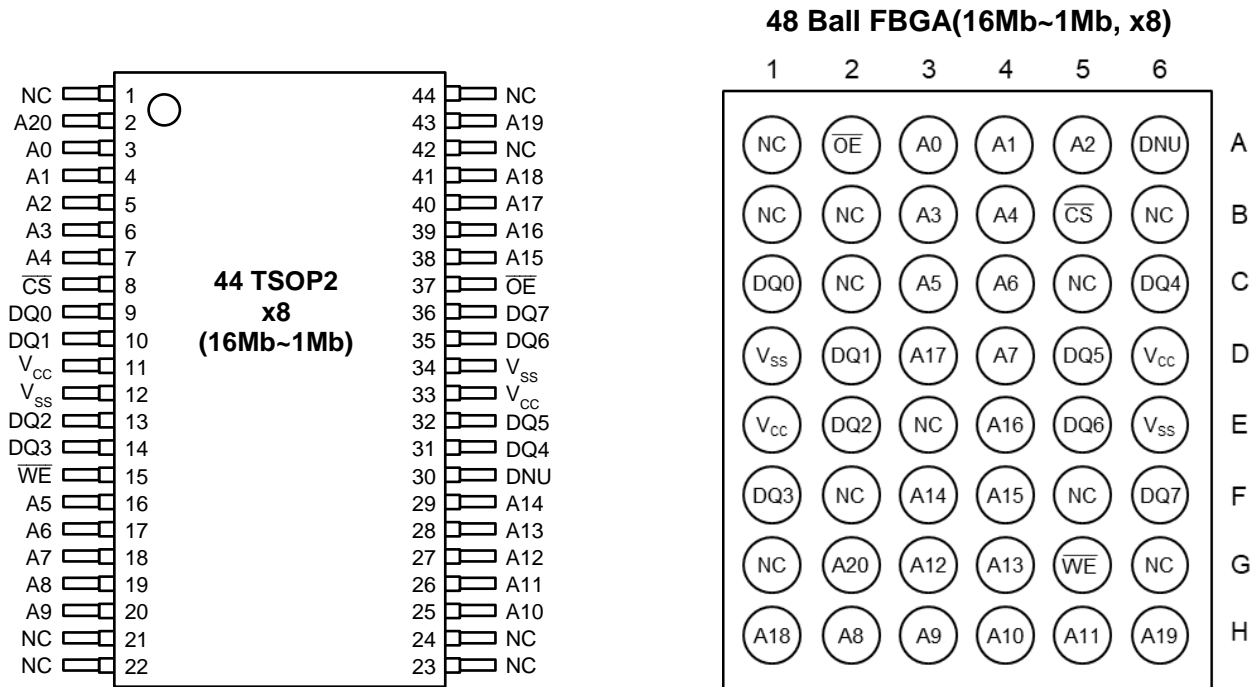 48 Ball FBGA(16Mb~1Mb, x8)
44 TSOP2
x8
(16Mb~1Mb)
NC 1 44 NC
A20 2 43 A19
A0 3 42 NC
A1 4 41 A18
A2 5 40 A17
A3 6 39 A16
A4 7 38 A15
C̅S̅ 8 37 O̅E̅
DQ0 9 36 DQ7
DQ1 10 35 DQ6
VCC 11 34 VSS
VSS 12 33 VCC
DQ2 13 32 DQ5
DQ3 14 31 DQ4
W̅E̅ 15 30 DNU
A5 16 29 A14
A6 17 28 A13
A7 18 27 A12
A8 19 26 A11
A9 20 25 A10
NC 21 24 NC
NC 22 23 NC
1 2 3 4 5 6
NC O̅E̅ A0 A1 A2 DNU A
NC NC A3 A4 C̅S̅ NC B
DQ0 NC A5 A6 NC DQ4 C
VSS DQ1 A17 A7 DQ5 VCC D
VCC DQ2 NC A16 DQ6 VSS E
DQ3 NC A14 A15 NC DQ7 F
NC A20 A12 A13 W̅E̅ NC G
A18 A8 A9 A10 A11 A19 H